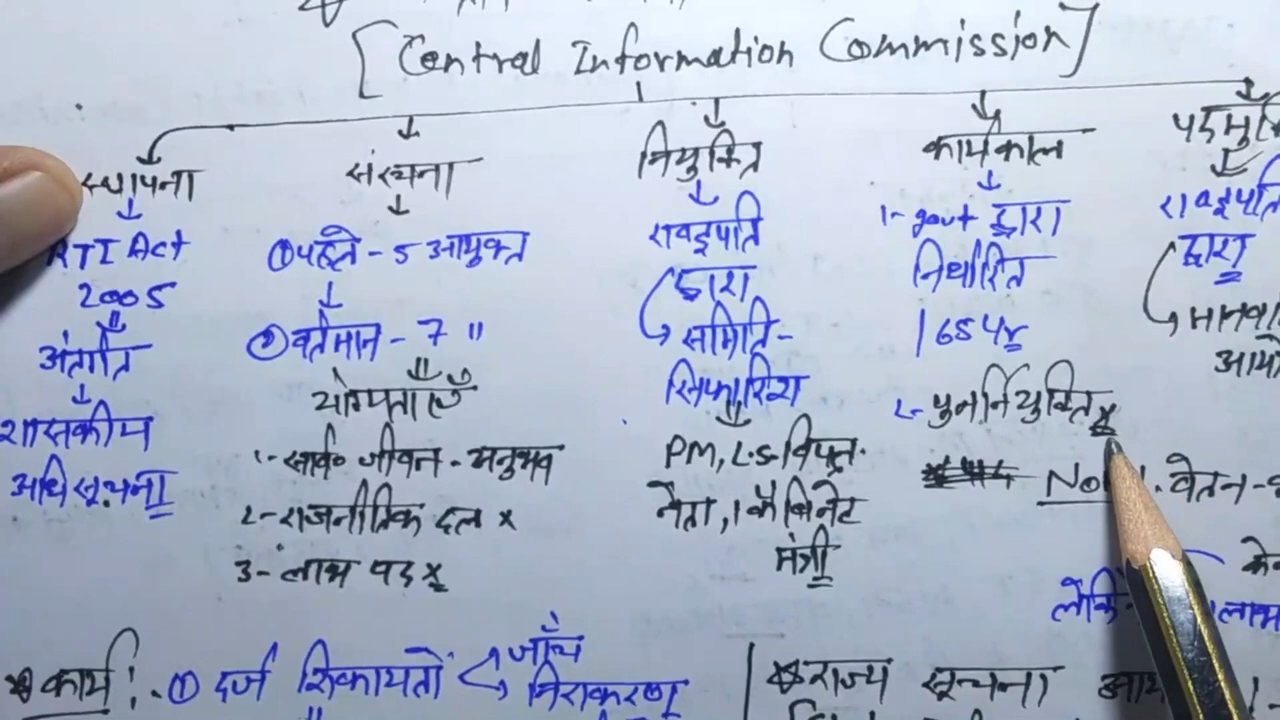 [Central Information Commission]
स्थापना
RTI Act
2005
अंतर्गत
शासकीय
अधिसूचना
संरचना
① पहले - 5 आयुक्त
② वर्तमान - 7 "
योग्यताएँ
1- सार्व० जीवन - अनुभव
2- राजनीतिक दल x
3- लाभ पद x
नियुक्ति
राष्ट्रपति
द्वारा
समिति-
सिफारिश
PM, L.S. विपक्ष
नेता, 1 कैबिनेट
मंत्री
कार्यकाल
1- govt द्वारा
निर्धारित
/ 65 yr
2- पुनर्नियुक्ति x
वेतन-
पदमु
राष्ट्रपति
द्वारा
कार्य! - ① दर्ज शिकायतों
जाँच
निराकरण
राज्य सूचना